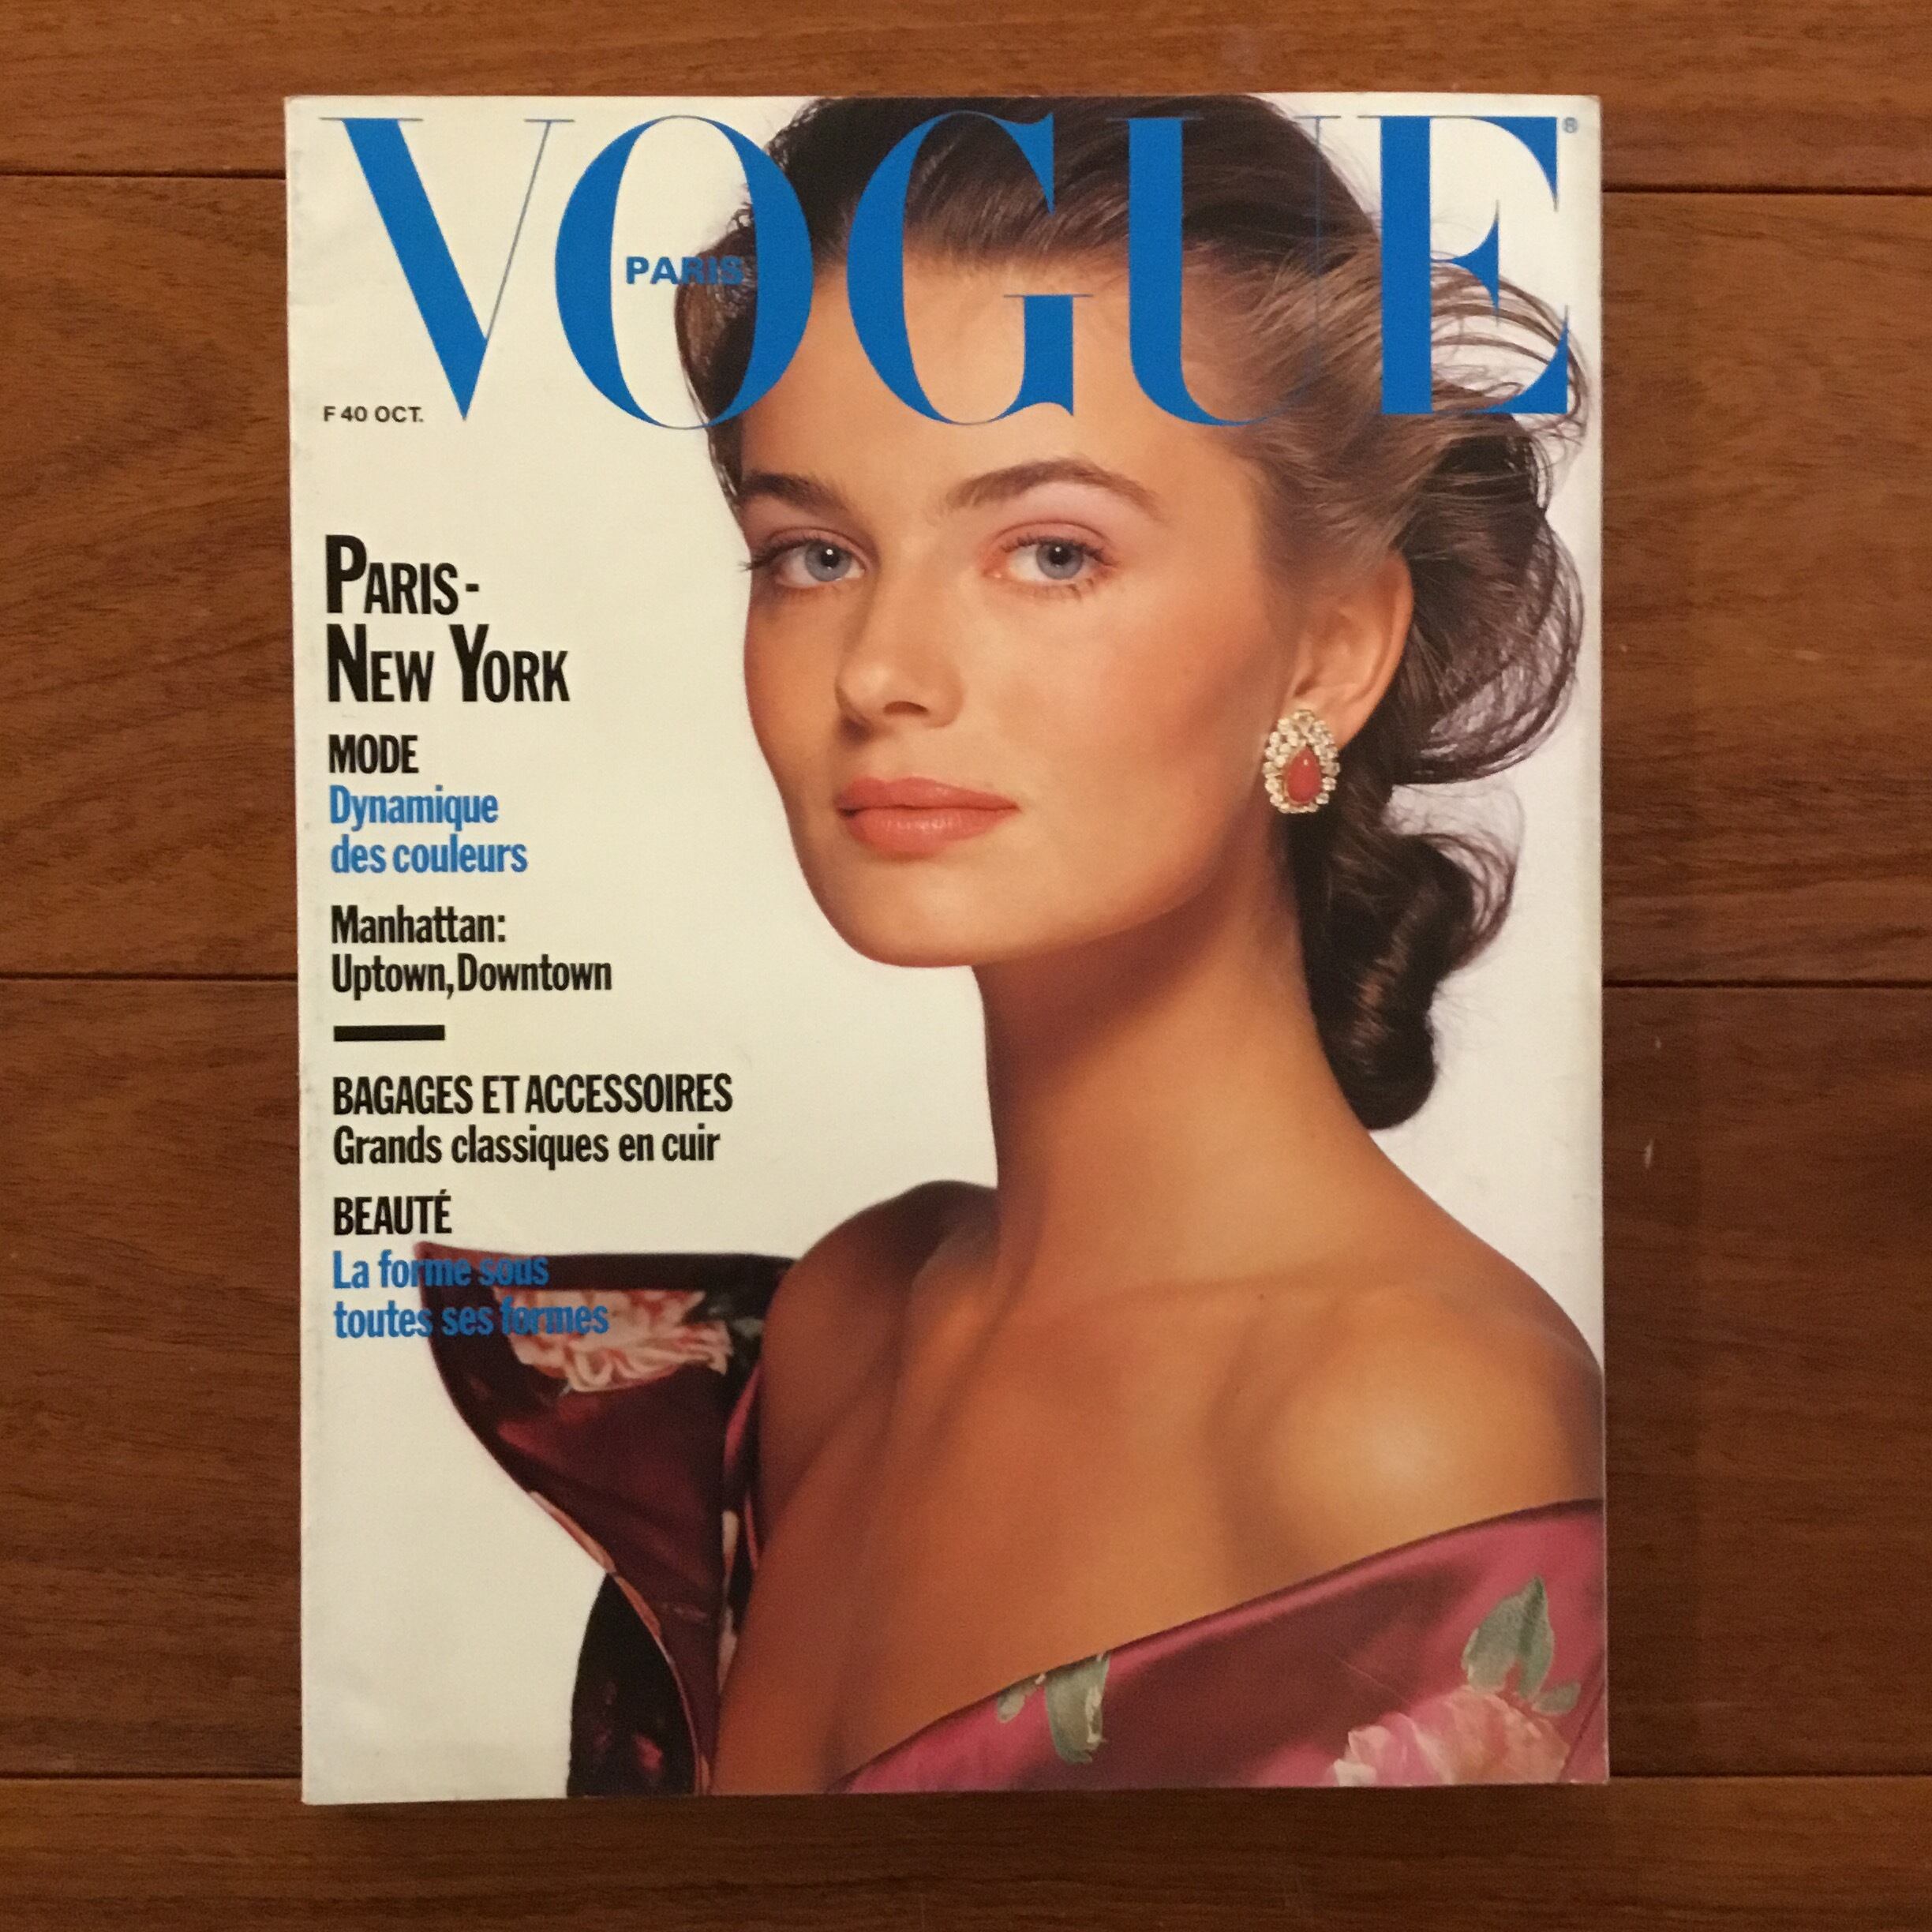 VOGUE
®
PARIS
F 40 OCT.
PARIS-
NEW YORK
MODE
Dynamique
des couleurs
Manhattan:
Uptown, Downtown
BAGAGES ET ACCESSOIRES
Grands classiques en cuir
BEAUTÉ
La forme sous
toutes ses formes